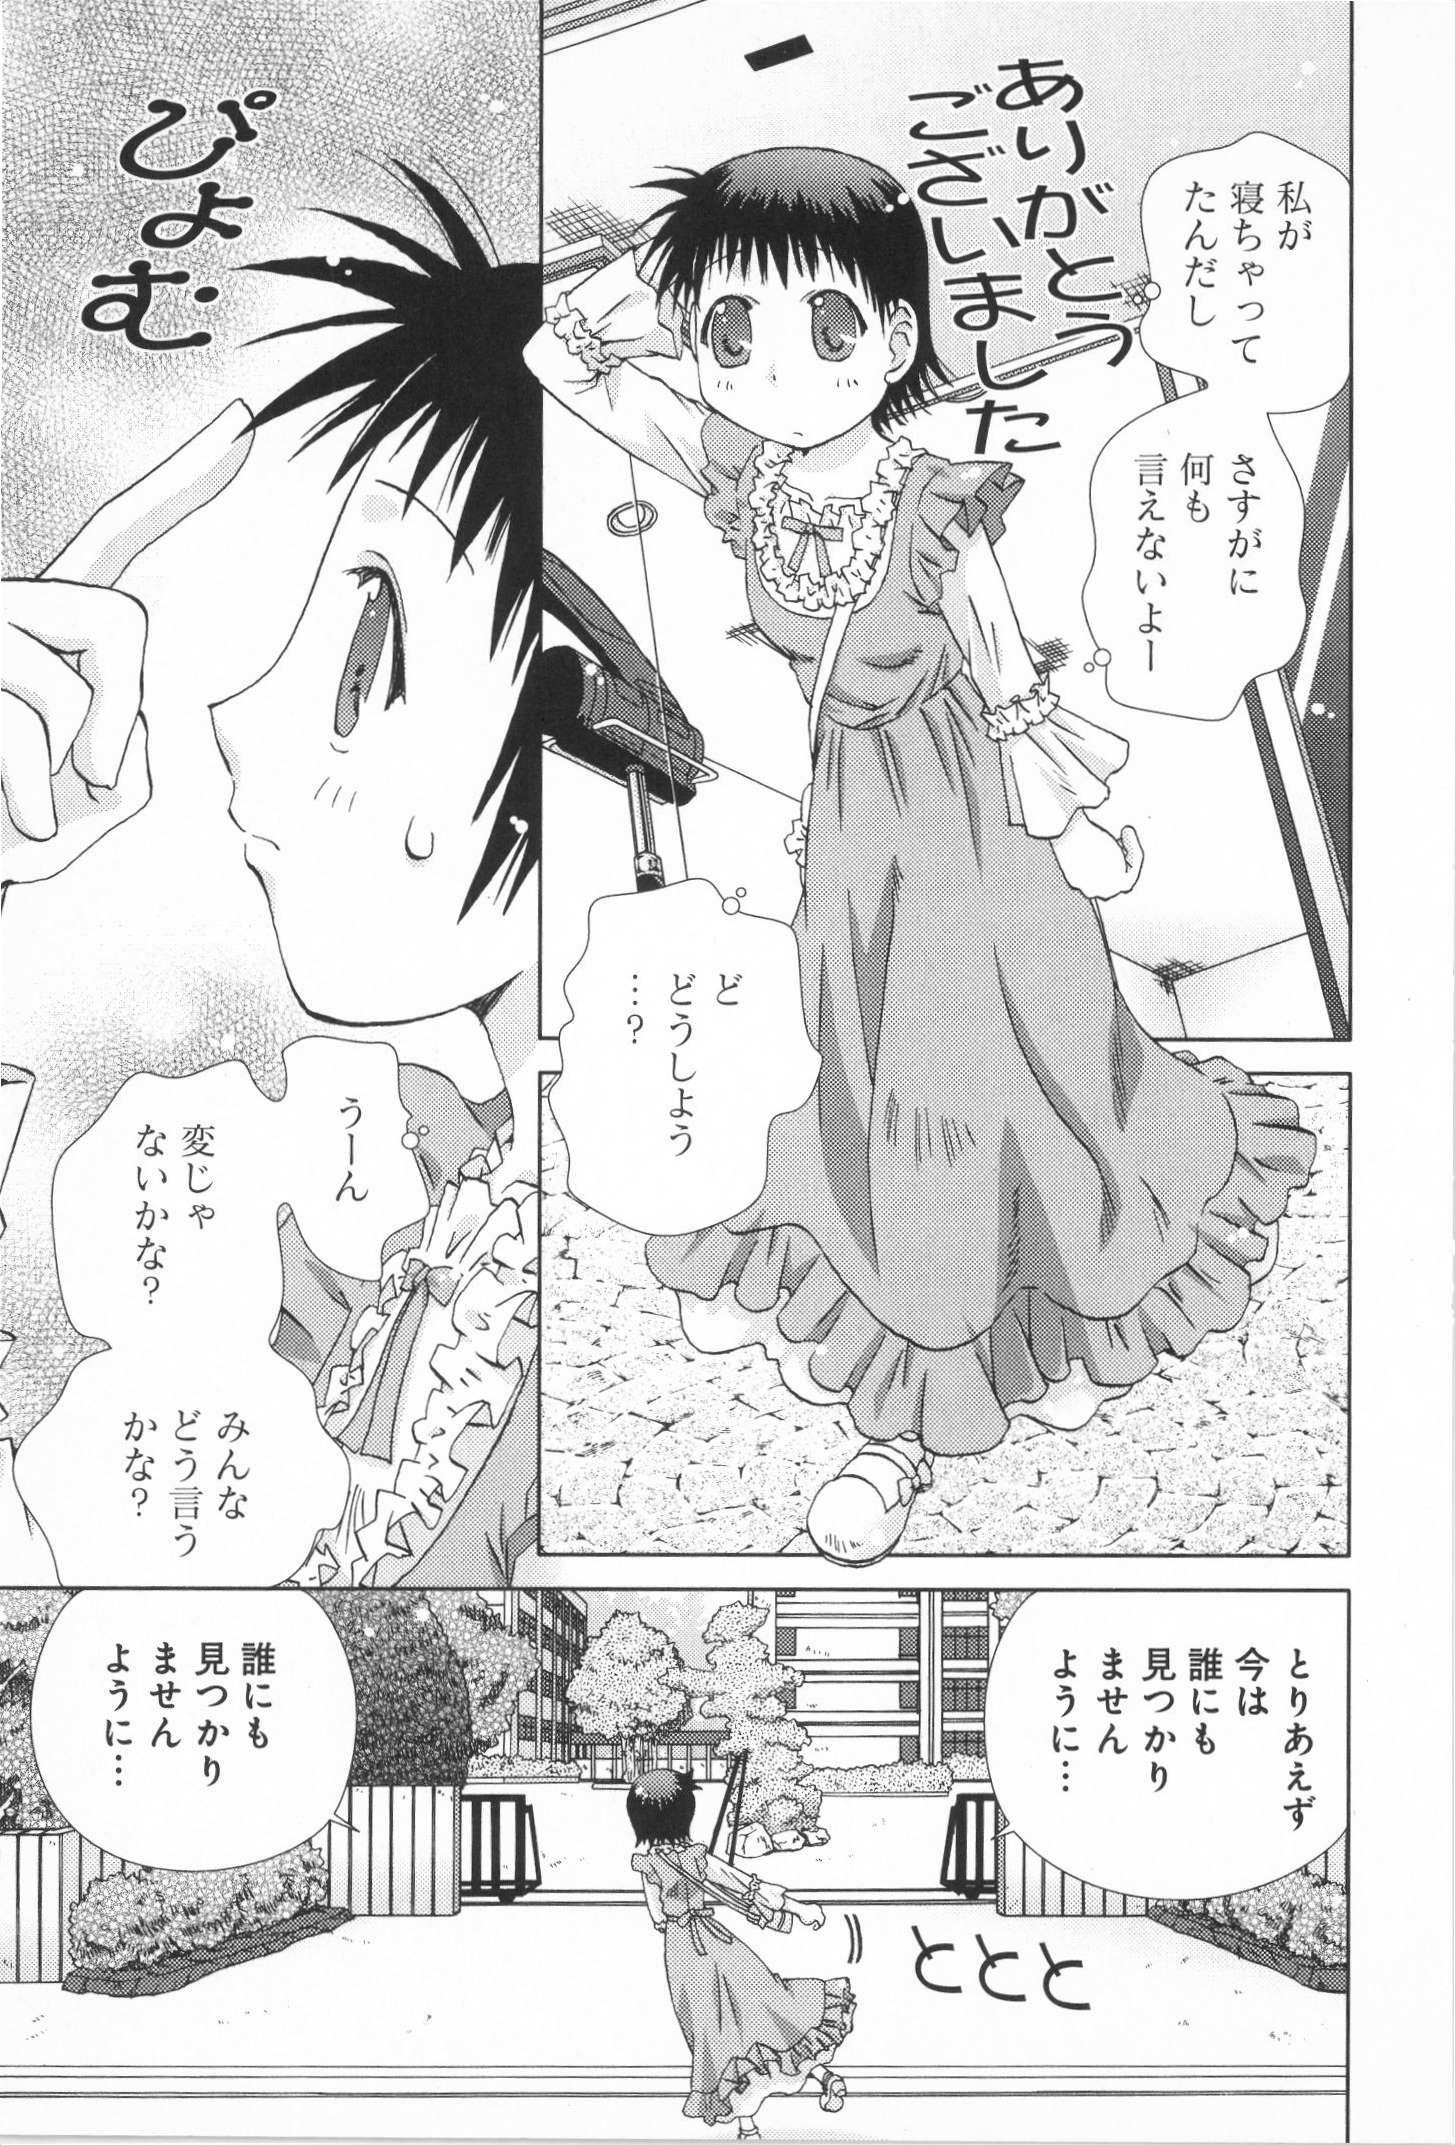 ありがとう
ございました
私が
寝ちゃって
たんだし
さすがに
何も
言えないよー
ど
どうしよう
…？
ぴょむ
うーん
変じゃ
ないかな？
みんな
どう言う
かな？
とりあえず
今は
誰にも
見つかり
ません
ように…
ととと
誰にも
見つかり
ません
ように…